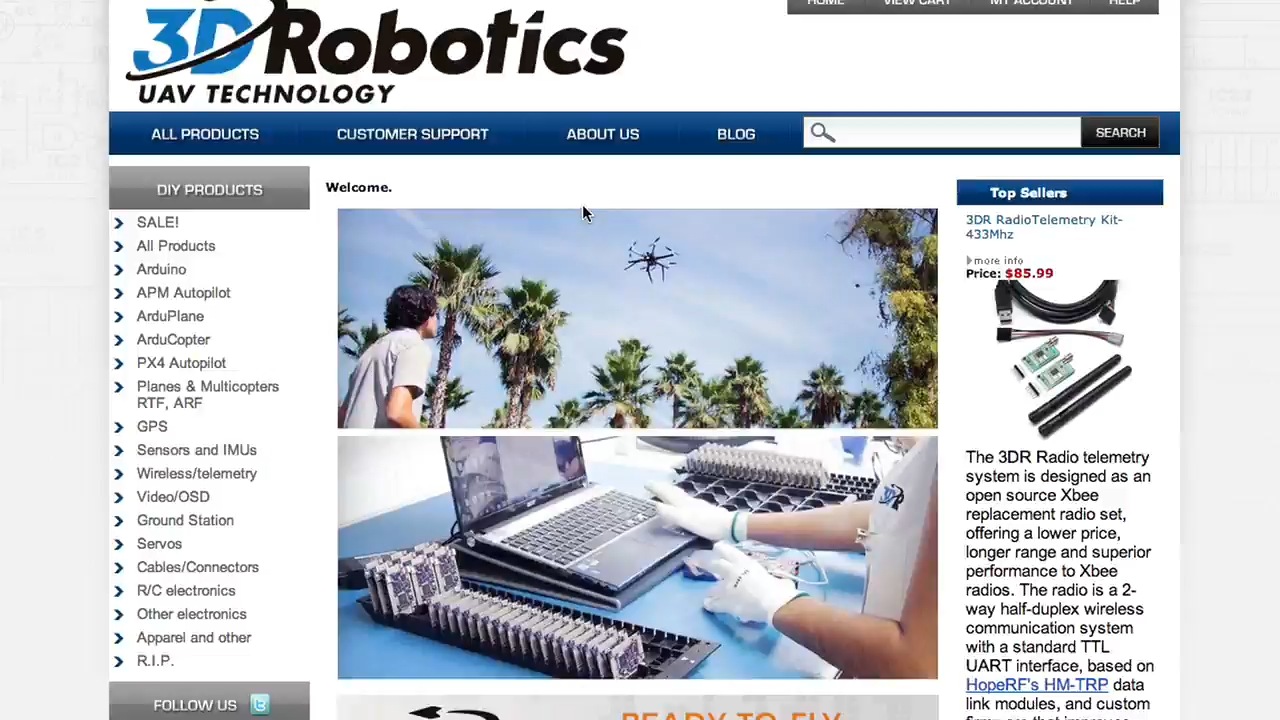 HOME VIEW CART MY ACCOUNT HELP
3DRobotics
UAV TECHNOLOGY
ALL PRODUCTS CUSTOMER SUPPORT ABOUT US BLOG SEARCH
DIY PRODUCTS
SALE!
All Products
Arduino
APM Autopilot
ArduPlane
ArduCopter
PX4 Autopilot
Planes & Multicopters
RTF, ARF
GPS
Sensors and IMUs
Wireless/telemetry
Video/OSD
Ground Station
Servos
Cables/Connectors
R/C electronics
Other electronics
Apparel and other
R.I.P.
FOLLOW US
Welcome.
READY-TO-FLY
Top Sellers
3DR RadioTelemetry Kit-
433Mhz
more info
Price: $85.99
The 3DR Radio telemetry
system is designed as an
open source Xbee
replacement radio set,
offering a lower price,
longer range and superior
performance to Xbee
radios. The radio is a 2-
way half-duplex wireless
communication system
with a standard TTL
UART interface, based on
HopeRF's HM-TRP data
link modules, and custom